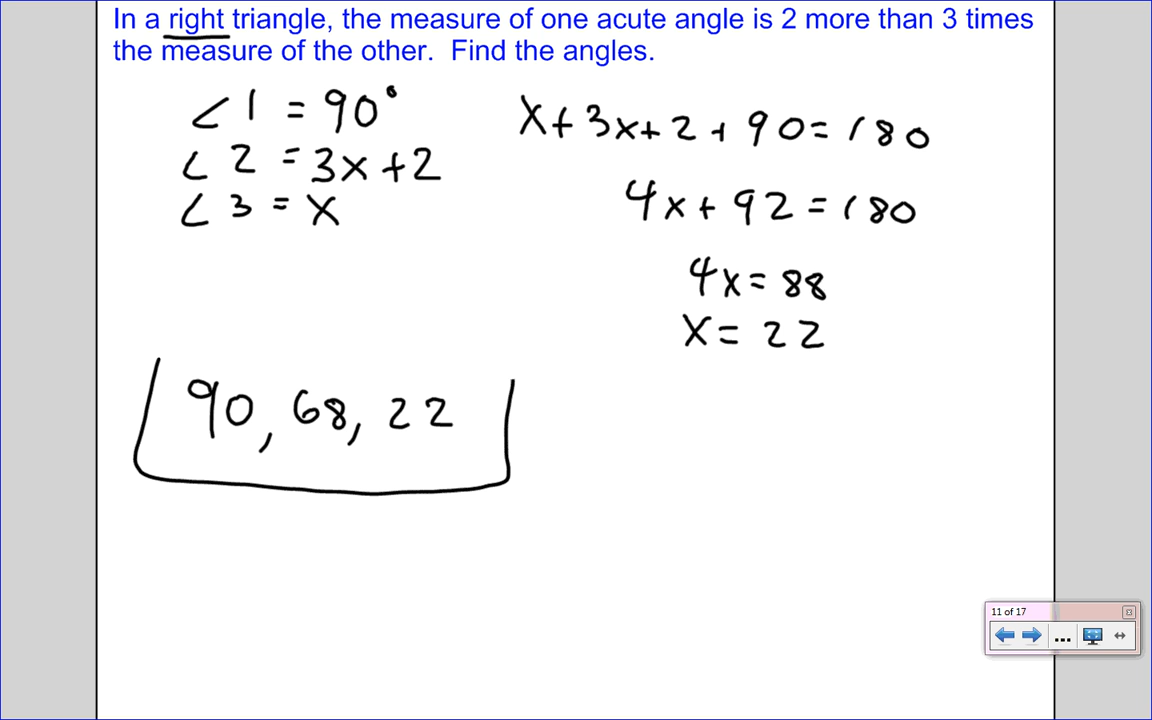 In a right triangle, the measure of one acute angle is 2 more than 3 times
the measure of the other.  Find the angles.
∠1 = 90°
∠2 = 3x+2
∠3 = x
x+3x+2+90=180
4x+92=180
4x=88
x=22
90, 68, 22
11 of 17
...